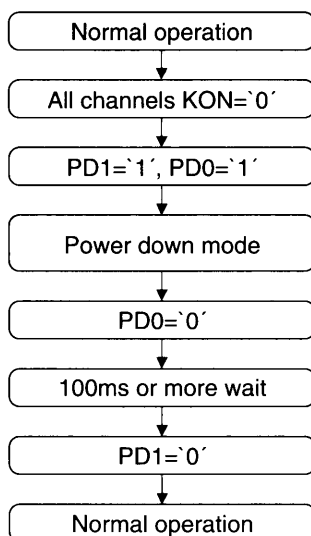 Normal operation
All channels KON=`0´
PD1=`1´, PD0=`1´
Power down mode
PD0=`0´
100ms or more wait
PD1=`0´
Normal operation